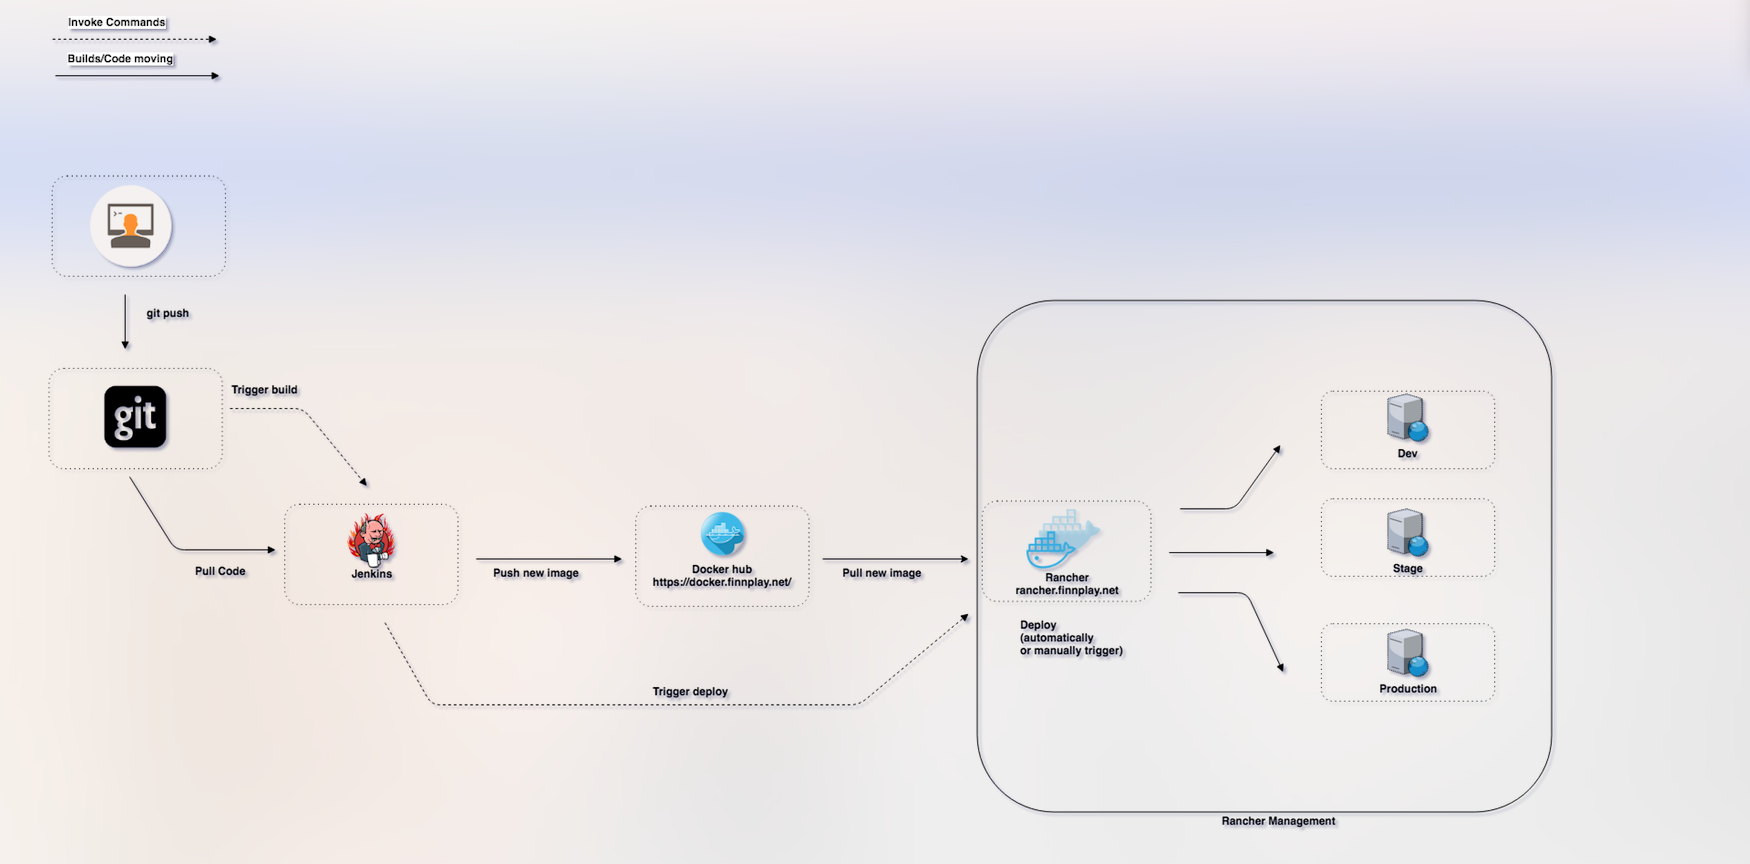 Invoke Commands
Builds/Code moving
>-
git push
git
Trigger build
Pull Code
Jenkins
Push new image
Docker hub
https://docker.finnplay.net/
Pull new image
Trigger deploy
Rancher
rancher.finnplay.net
Deploy
(automatically
or manually trigger)
Dev
Stage
Production
Rancher Management